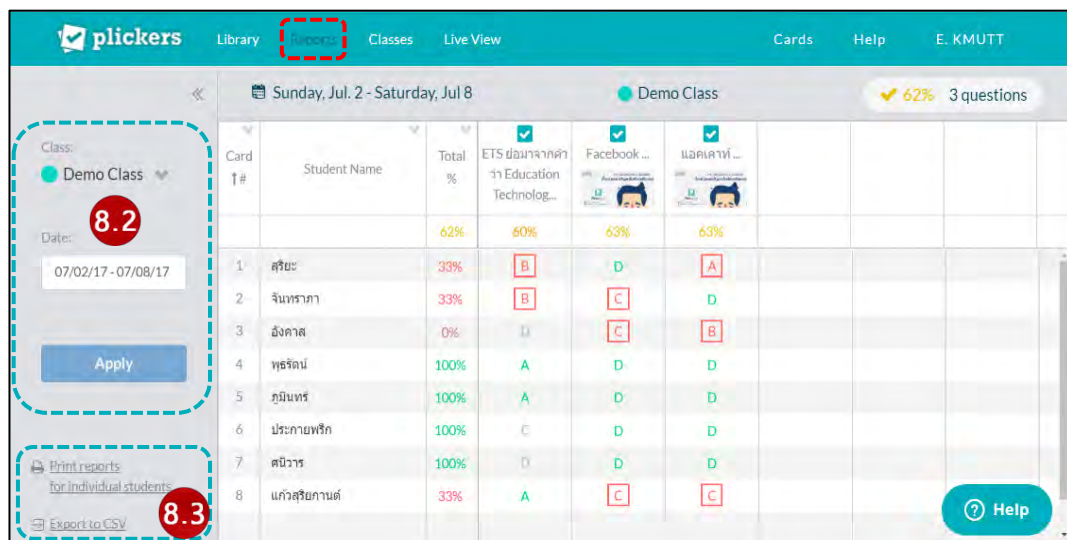 plickers Library Reports Classes Live View Cards Help E. KMUTT
Sunday, Jul. 2 - Saturday, Jul 8 Demo Class 62% 3 questions
Class:
Demo Class
8.2
Date:
07/02/17 - 07/08/17
Apply
Print reports
for individual students
8.3
Export to CSV
Card # Student Name Total %
ETS ย่อมาจากคำ
ว่า Education
Technolog...
Facebook ...
แอคเคาท์ ...
62% 60% 63% 63%
1 สุริยะ 33% B D A
2 จันทราภา 33% B C D
3 อังคาส 0% D C B
4 พุธรัตน์ 100% A D D
5 ภูมินทร์ 100% A D D
6 ประกายพรึก 100% C D D
7 ศนิวาร 100% D D D
8 แก้วสุริยกานต์ 33% A C C
Help